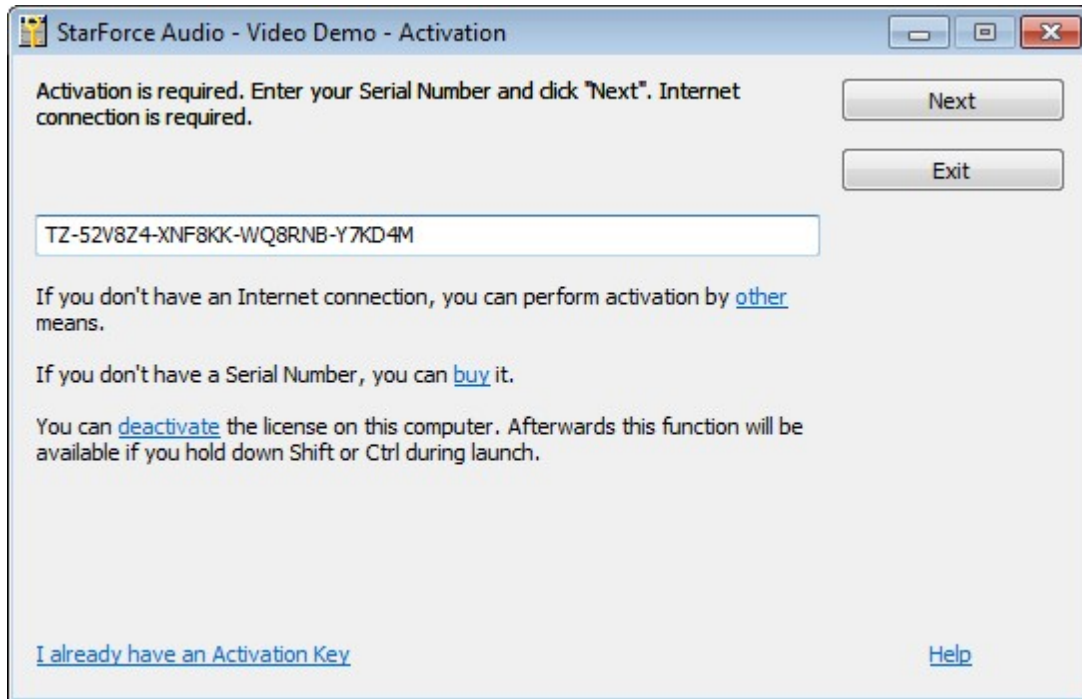 StarForce Audio - Video Demo - Activation
Activation is required. Enter your Serial Number and click "Next". Internet
connection is required.
Next
Exit
TZ-52V8Z4-XNF8KK-WQ8RNB-Y7KD4M
If you don't have an Internet connection, you can perform activation by other
means.
If you don't have a Serial Number, you can buy it.
You can deactivate the license on this computer. Afterwards this function will be
available if you hold down Shift or Ctrl during launch.
I already have an Activation Key
Help